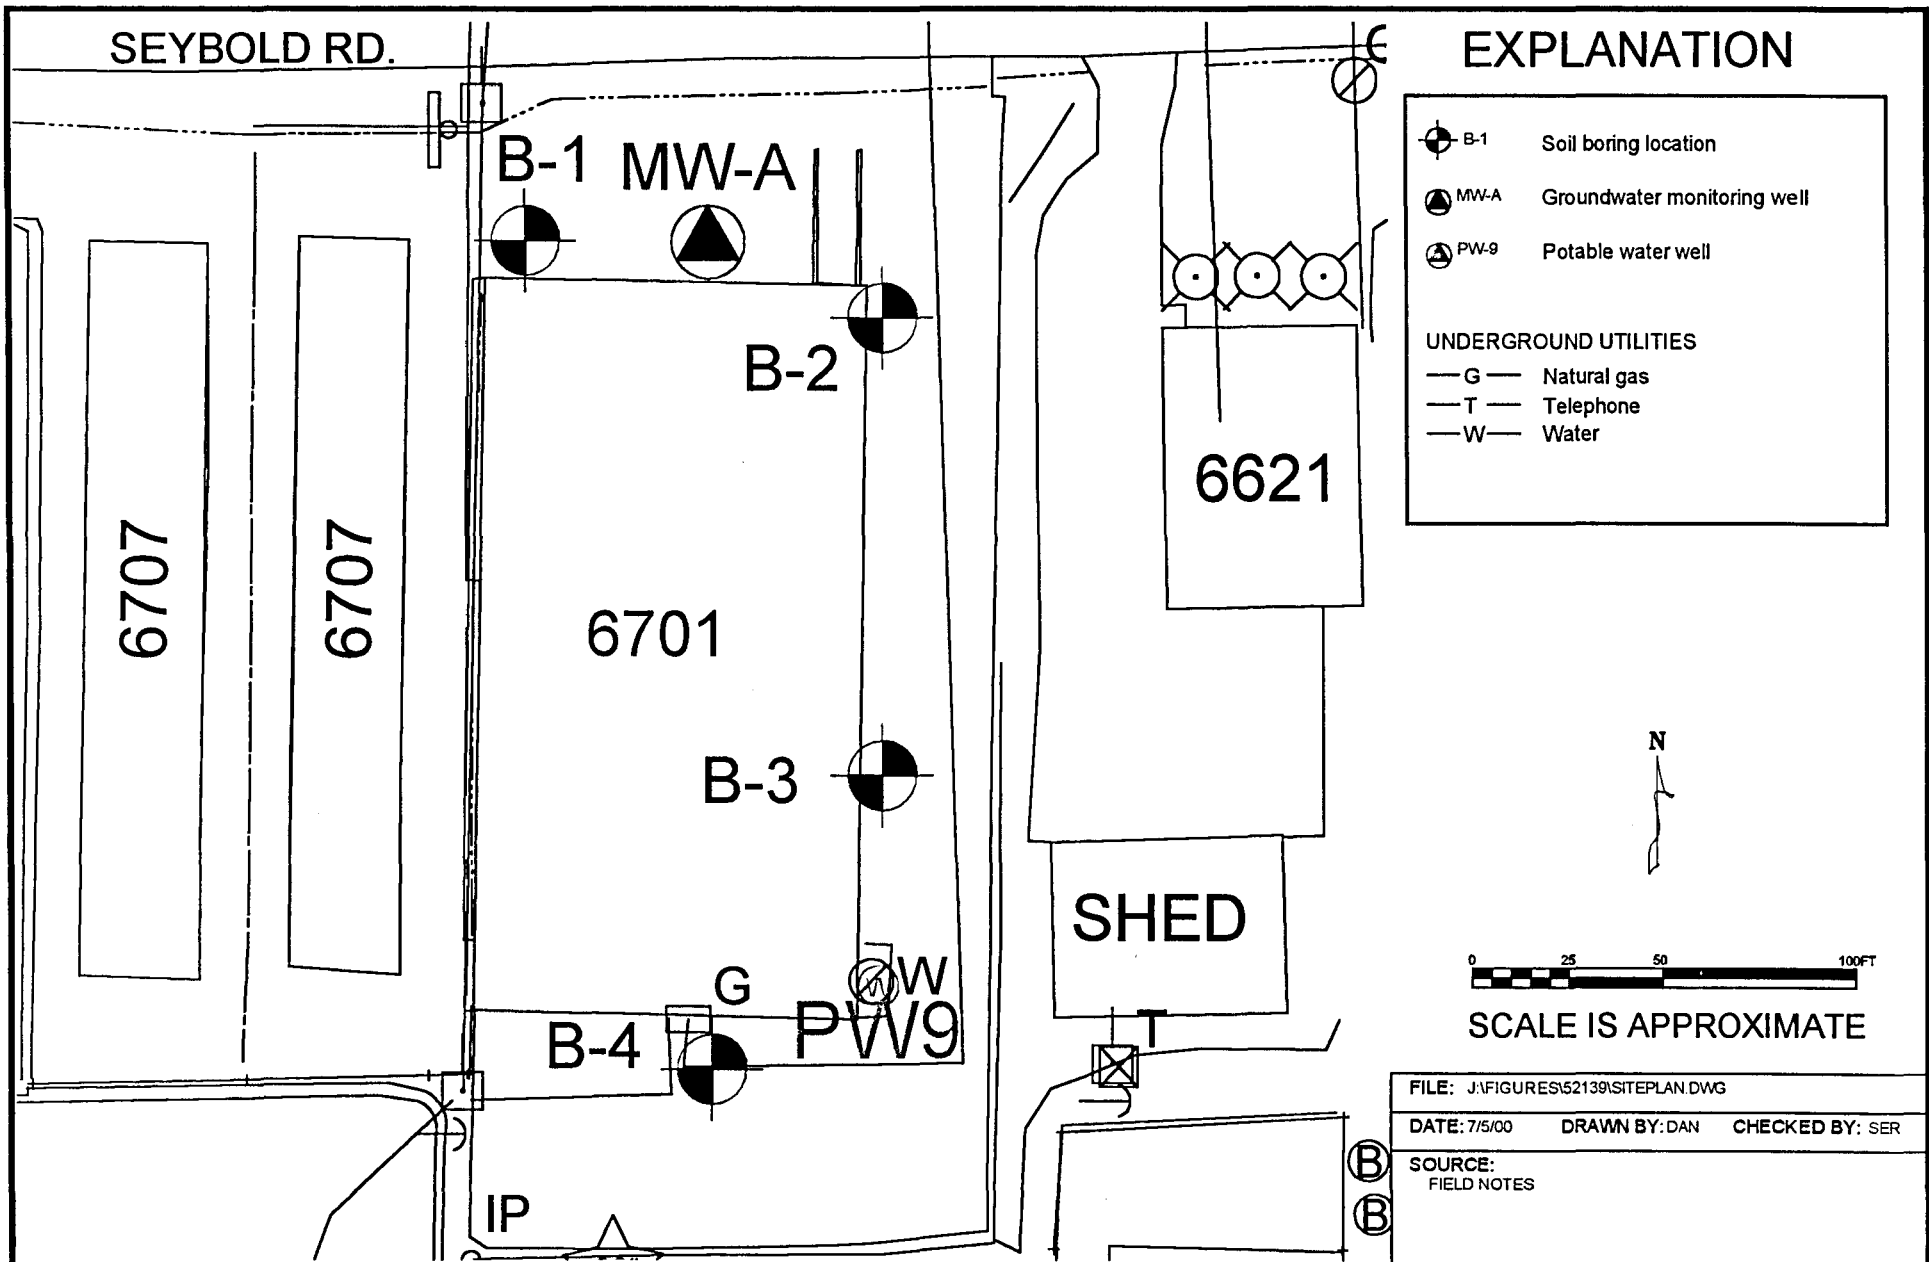 SEYBOLD RD.
B-1
MW-A
B-2
6707
6707
6701
6621
B-3
SHED
G
W
PW9
B-4
T
IP
B
B
EXPLANATION
B-1 Soil boring location
MW-A Groundwater monitoring well
PW-9 Potable water well
UNDERGROUND UTILITIES
G Natural gas
T Telephone
W Water
N
0 25 50 100FT
SCALE IS APPROXIMATE
FILE: J:\FIGURES\52139\SITEPLAN.DWG
DATE: 7/5/00 DRAWN BY: DAN CHECKED BY: SER
SOURCE:
FIELD NOTES